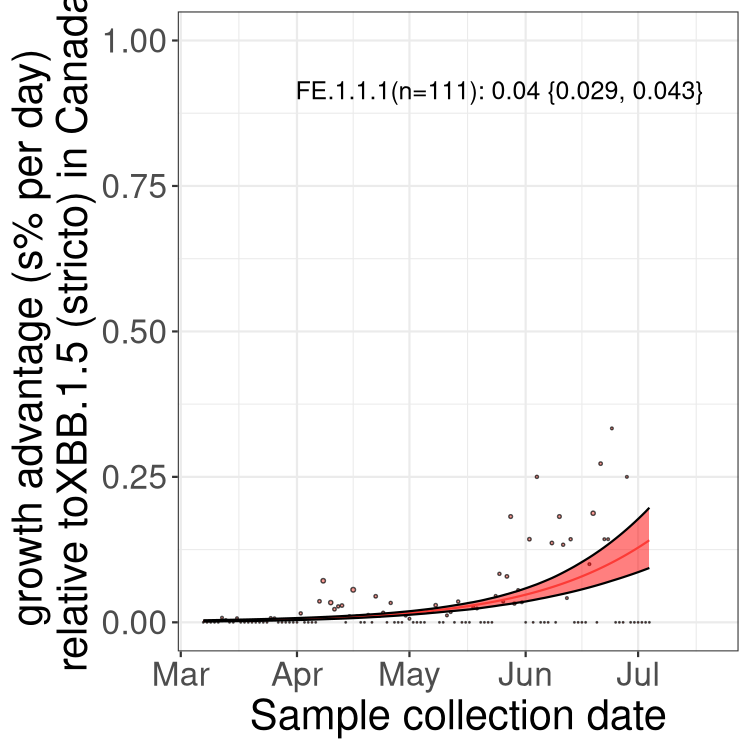 growth advantage (s% per day)
relative toXBB.1.5 (stricto) in Canada
1.00
0.75
0.50
0.25
0.00
FE.1.1.1(n=111): 0.04 {0.029, 0.043}
Mar Apr May Jun Jul
Sample collection date